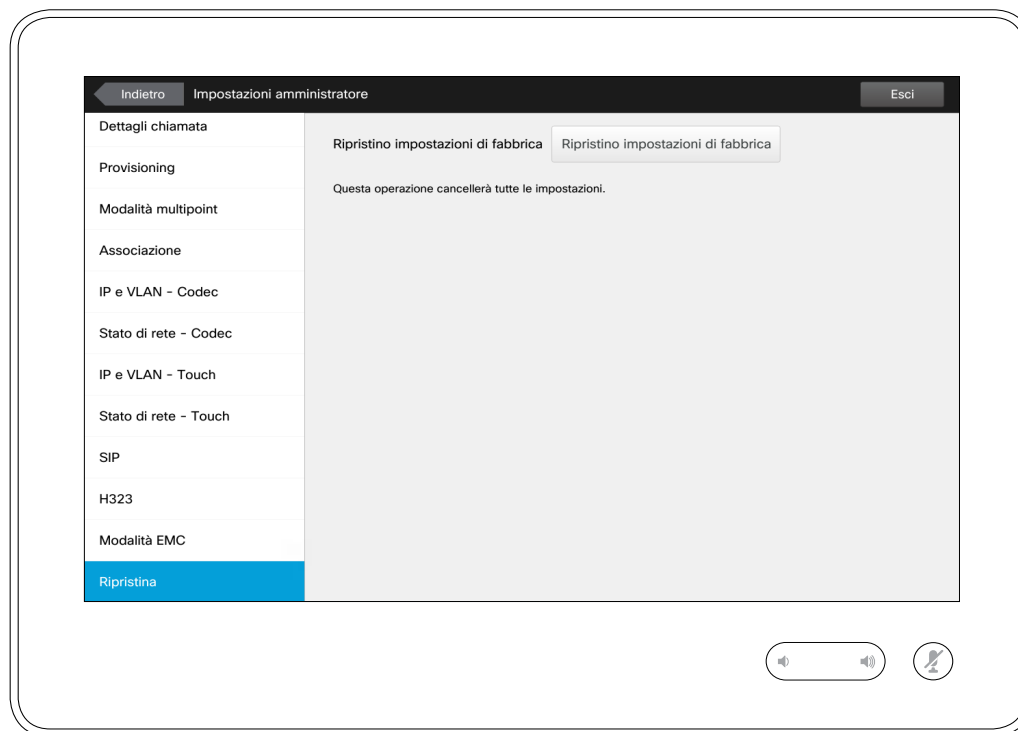 Indietro Impostazioni amministratore Esci
Dettagli chiamata
Provisioning
Modalità multipoint
Associazione
IP e VLAN - Codec
Stato di rete - Codec
IP e VLAN - Touch
Stato di rete - Touch
SIP
H323
Modalità EMC
Ripristina
Ripristino impostazioni di fabbrica Ripristino impostazioni di fabbrica
Questa operazione cancellerà tutte le impostazioni.